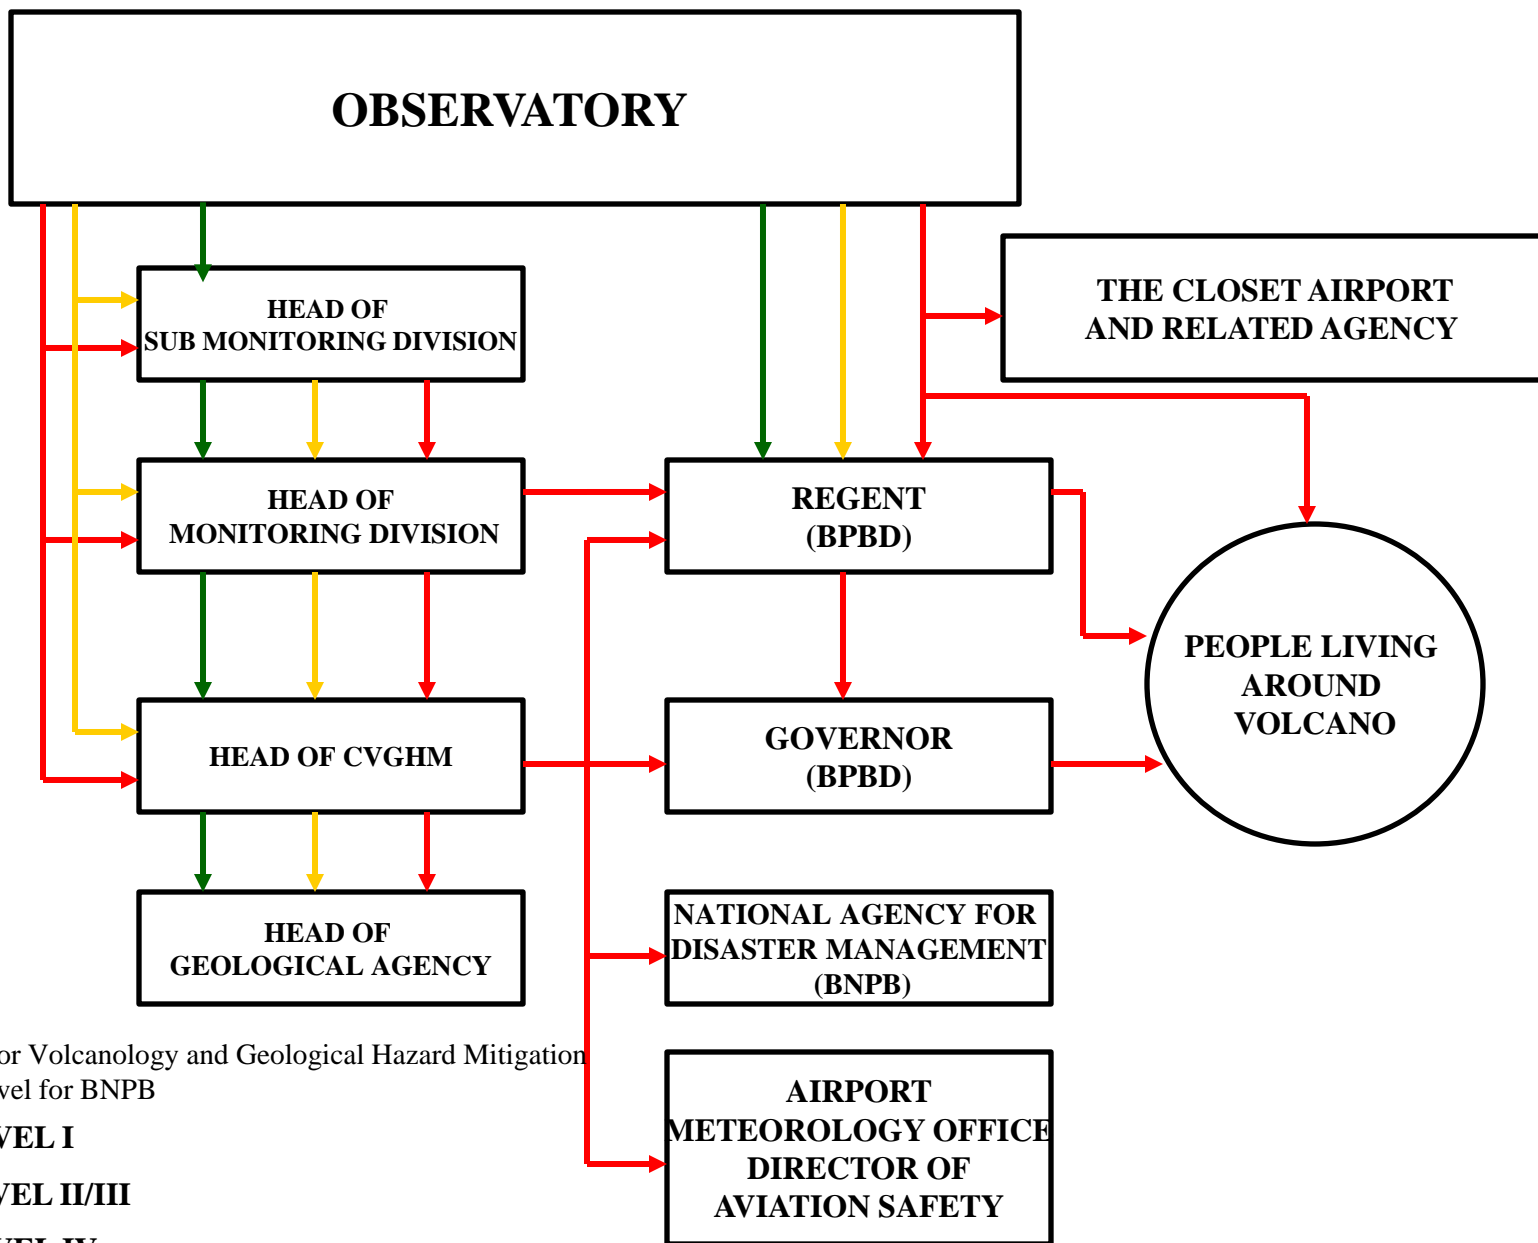 OBSERVATORY
HEAD OF
SUB MONITORING DIVISION
THE CLOSET AIRPORT
AND RELATED AGENCY
HEAD OF
MONITORING DIVISION
REGENT
(BPBD)
PEOPLE LIVING
AROUND
VOLCANO
HEAD OF CVGHM
GOVERNOR
(BPBD)
HEAD OF
GEOLOGICAL AGENCY
NATIONAL AGENCY FOR
DISASTER MANAGEMENT
(BNPB)
or Volcanology and Geological Hazard Mitigation
vel for BNPB
VEL I
VEL II/III
VEL IV
AIRPORT
METEOROLOGY OFFICE
DIRECTOR OF
AVIATION SAFETY